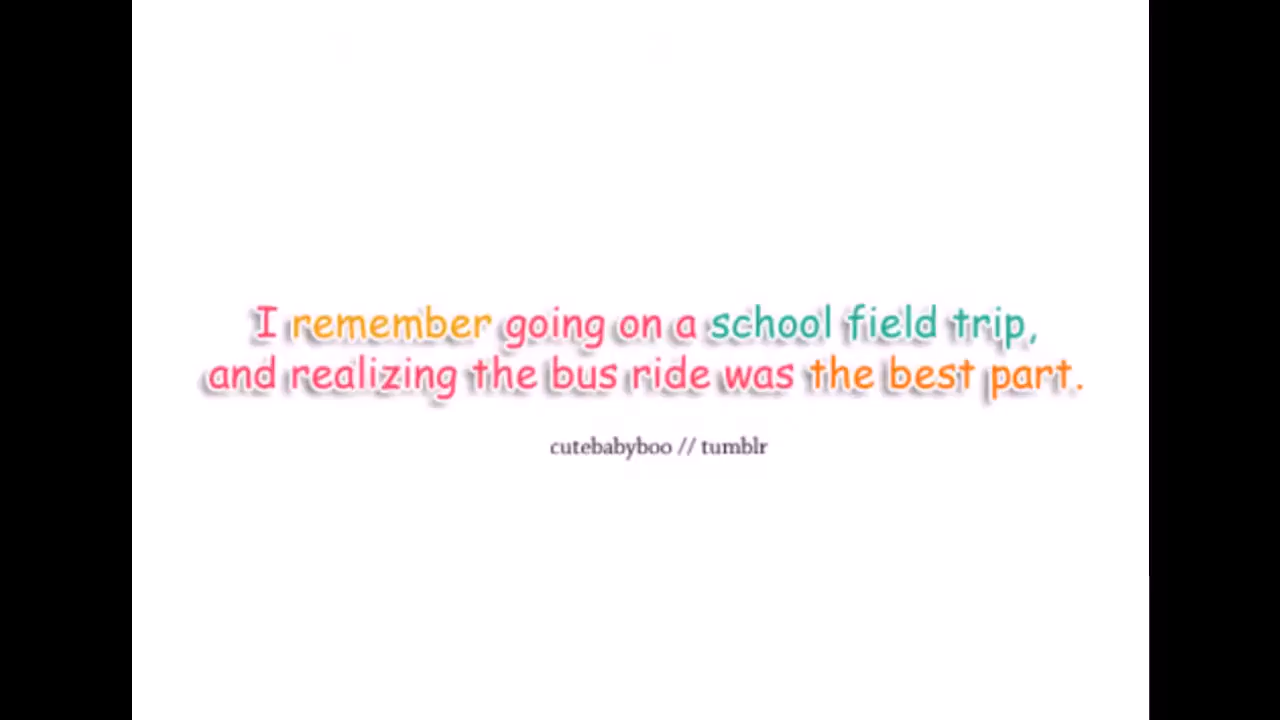 I remember going on a school field trip,
and realizing the bus ride was the best part.
cutebabyboo // tumblr